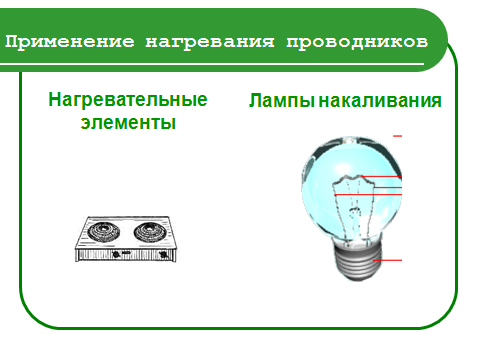 Применение нагревания проводников
Нагревательные
элементы
Лампы накаливания